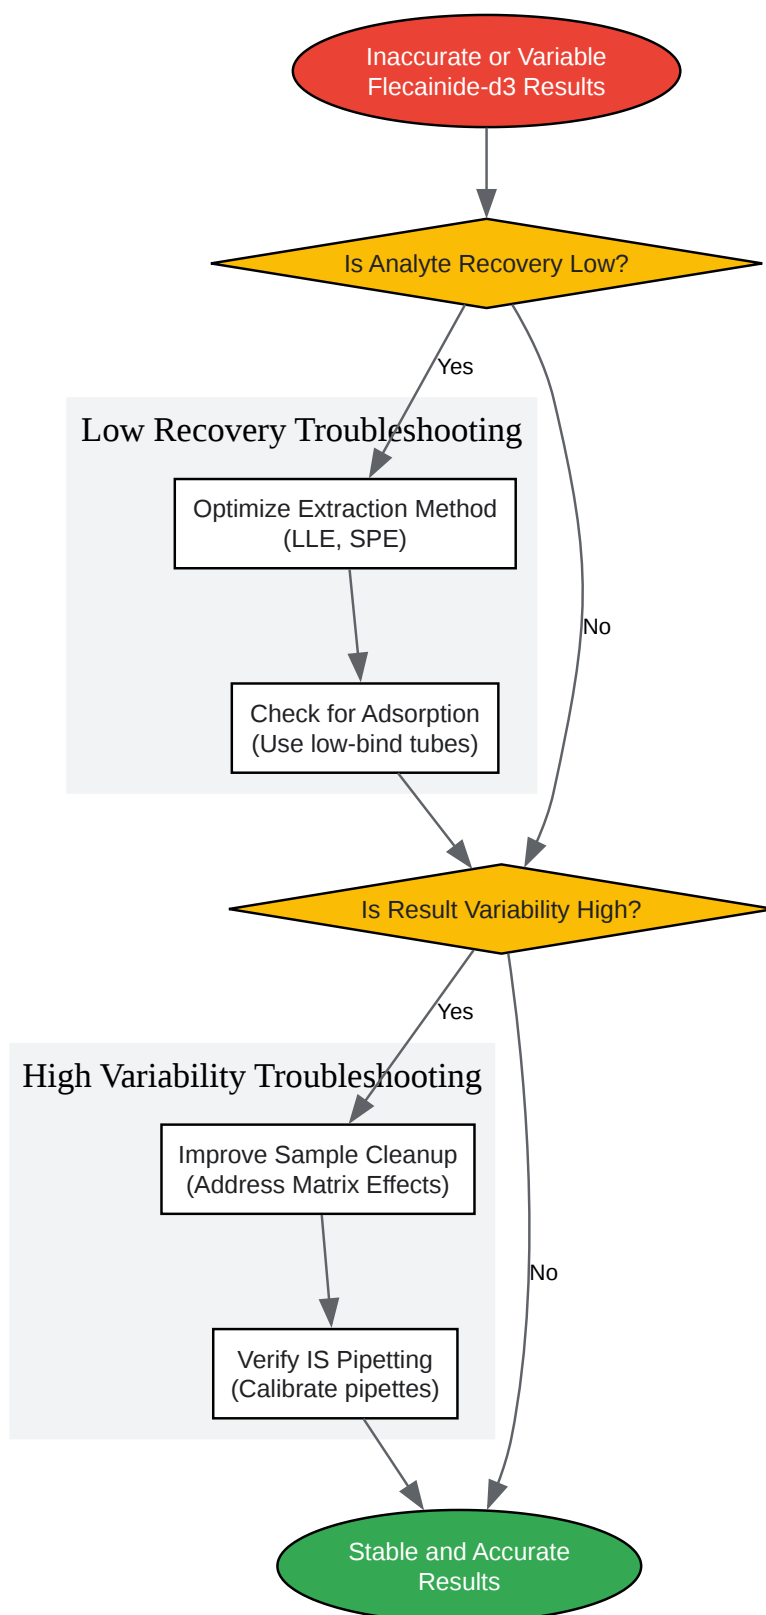 Inaccurate or Variable
Flecainide-d3 Results
Is Analyte Recovery Low?
Yes
Low Recovery Troubleshooting
Optimize Extraction Method
(LLE, SPE)
No
Check for Adsorption
(Use low-bind tubes)
Is Result Variability High?
Yes
High Variability Troubleshooting
Improve Sample Cleanup
(Address Matrix Effects)
No
Verify IS Pipetting
(Calibrate pipettes)
Stable and Accurate
Results